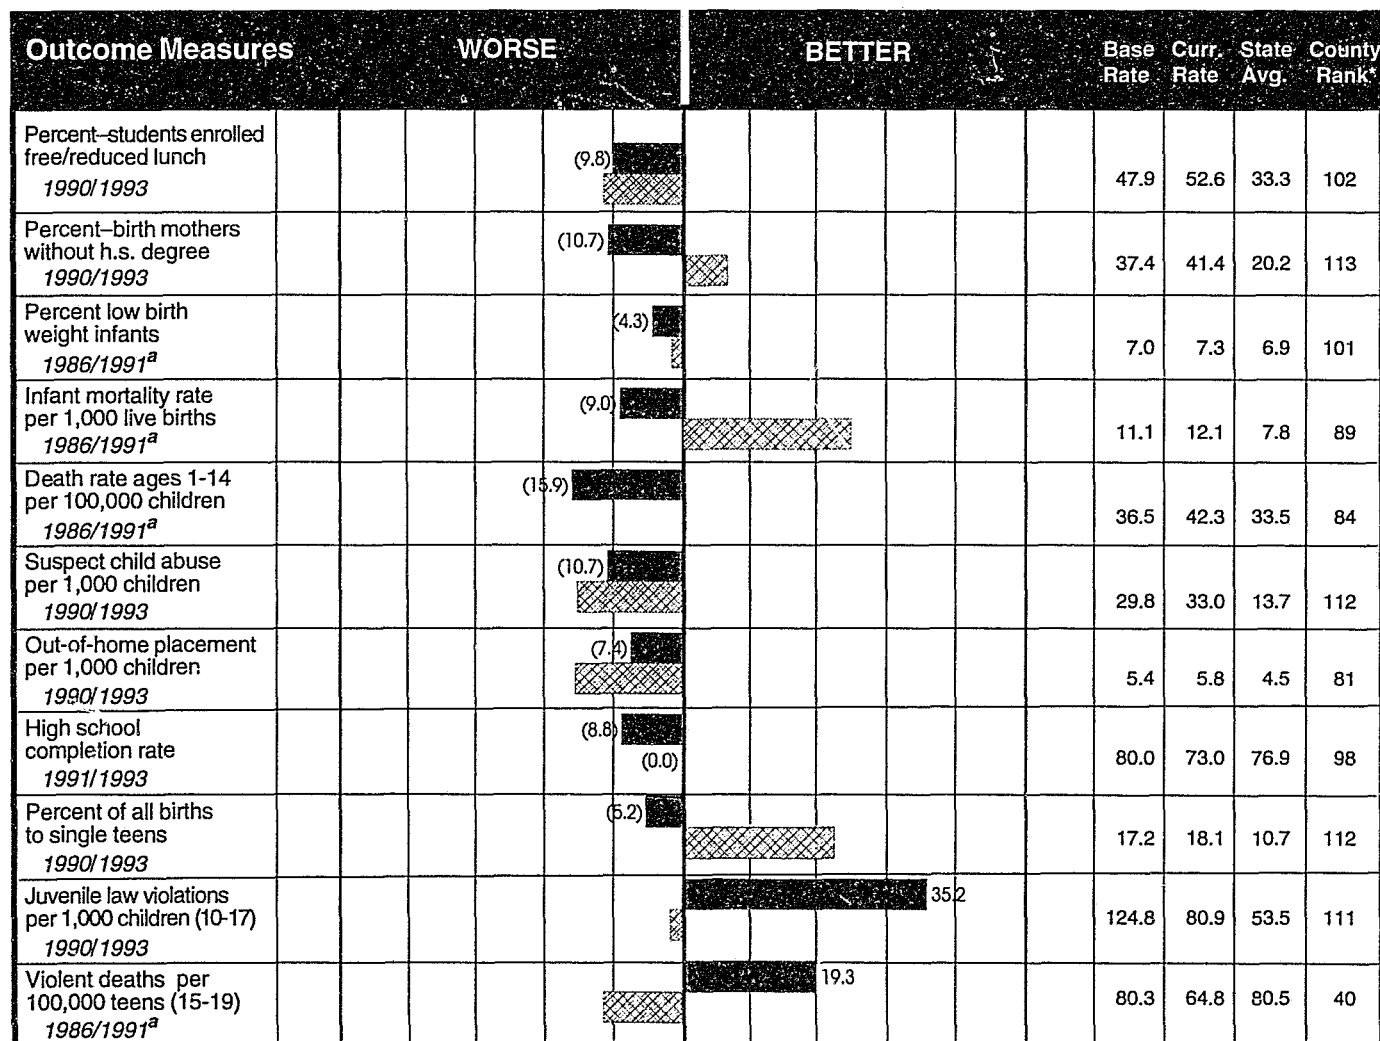 Outcome Measures WORSE BETTER Base Curr. State County
Rate Rate Avg. Rank*
Percent–students enrolled
free/reduced lunch (9.8)
1990/1993 47.9 52.6 33.3 102
Percent–birth mothers
without h.s. degree (10.7)
1990/1993 37.4 41.4 20.2 113
Percent low birth
weight infants (4.3)
1986/1991a 7.0 7.3 6.9 101
Infant mortality rate
per 1,000 live births (9.0)
1986/1991a 11.1 12.1 7.8 89
Death rate ages 1-14
per 100,000 children (15.9)
1986/1991a 36.5 42.3 33.5 84
Suspect child abuse
per 1,000 children (10.7)
1990/1993 29.8 33.0 13.7 112
Out-of-home placement
per 1,000 children (7.4)
1990/1993 5.4 5.8 4.5 81
High school (8.8)
completion rate (0.0)
1991/1993 80.0 73.0 76.9 98
Percent of all births (5.2)
to single teens
1990/1993 17.2 18.1 10.7 112
Juvenile law violations 35.2
per 1,000 children (10-17)
1990/1993 124.8 80.9 53.5 111
Violent deaths per 19.3
100,000 teens (15-19)
1986/1991a 80.3 64.8 80.5 40